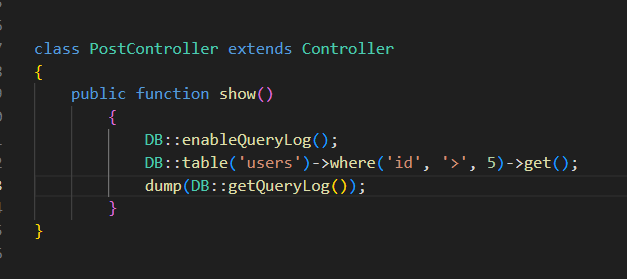 class PostController extends Controller
{
public function show()
{
DB::enableQueryLog();
DB::table('users')->where('id', '>', 5)->get();
dump(DB::getQueryLog());
}
}